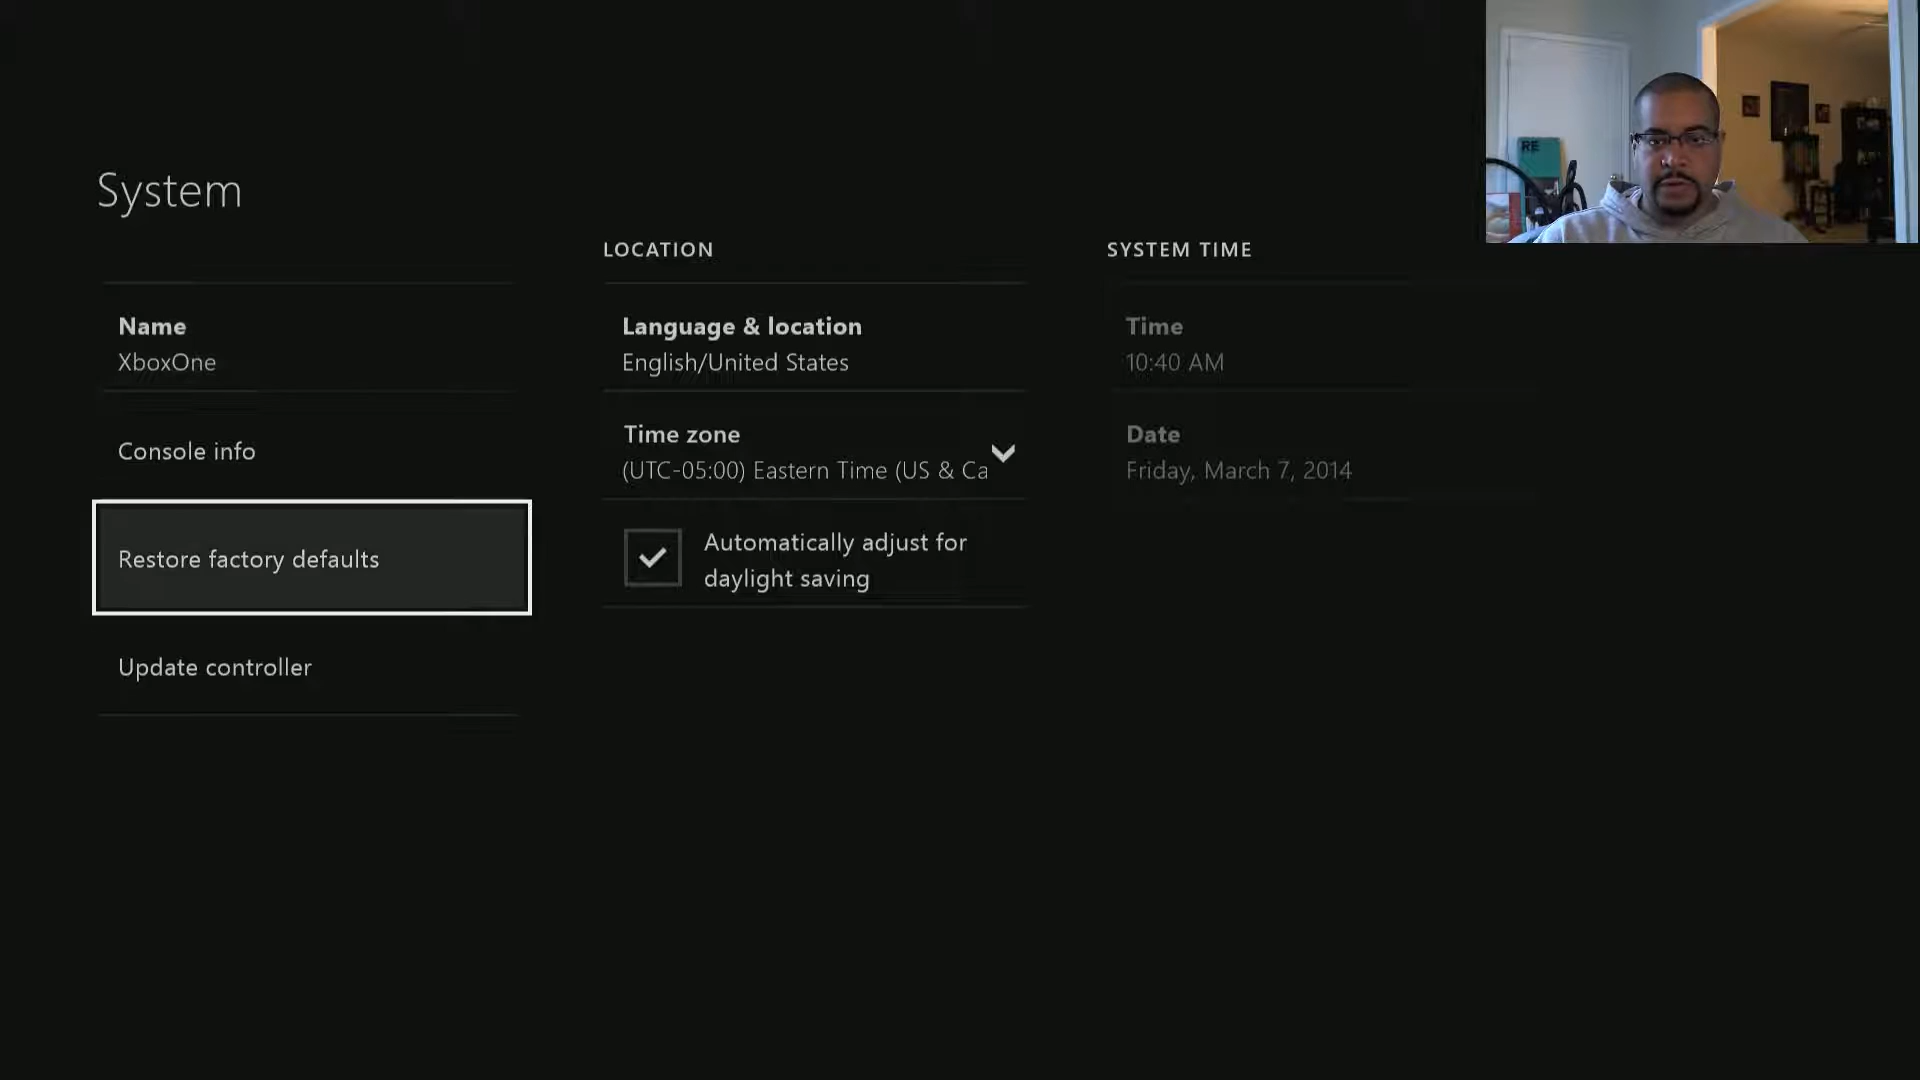 System
Name
XboxOne
Console info
Restore factory defaults
Update controller
LOCATION
Language & location
English/United States
Time zone
(UTC-05:00) Eastern Time (US & Ca
Automatically adjust for
daylight saving
SYSTEM TIME
Time
10:40 AM
Date
Friday, March 7, 2014
RE